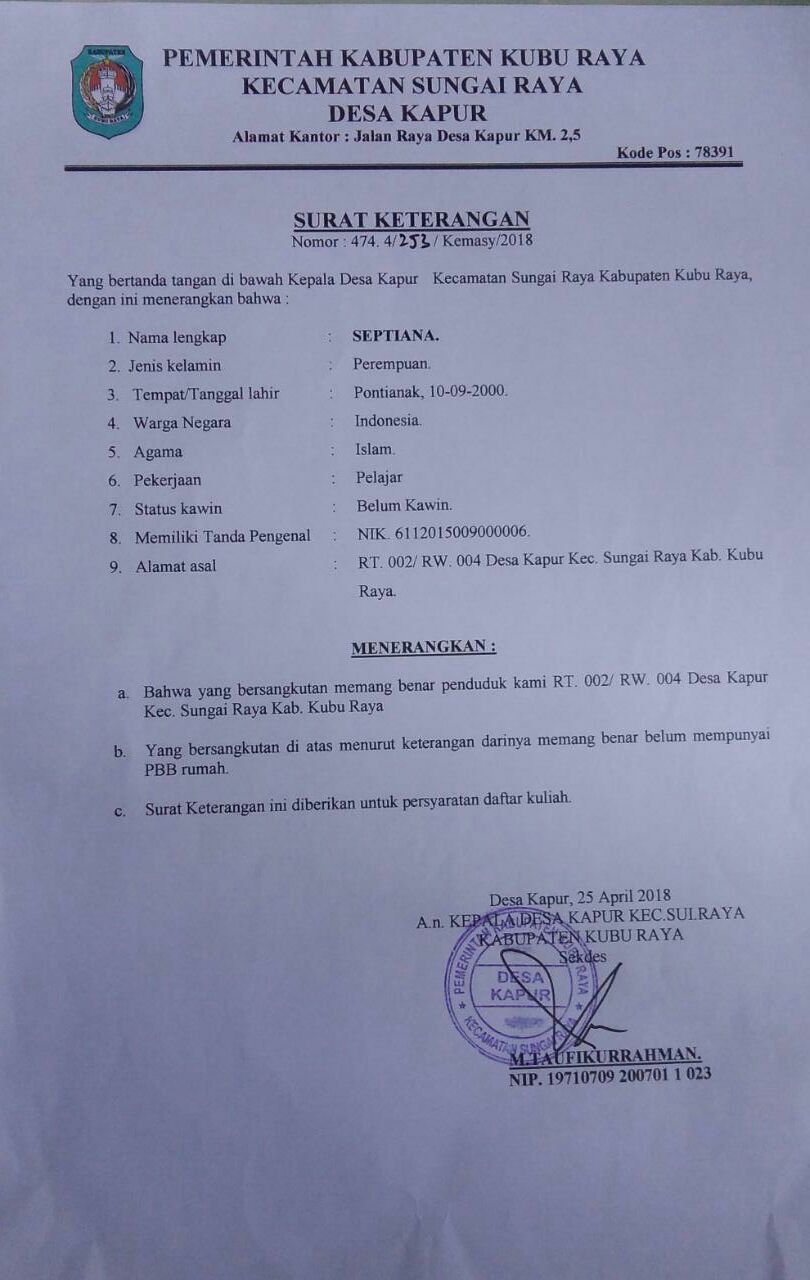 KABUPATEN
KUBU RAYA
PEMERINTAH KABUPATEN KUBU RAYA
KECAMATAN SUNGAI RAYA
DESA KAPUR
Alamat Kantor : Jalan Raya Desa Kapur KM. 2,5
Kode Pos : 78391
SURAT KETERANGAN
Nomor : 474. 4/253/ Kemasy/2018
Yang bertanda tangan di bawah Kepala Desa Kapur Kecamatan Sungai Raya Kabupaten Kubu Raya,
dengan ini menerangkan bahwa :
1. Nama lengkap : SEPTIANA.
2. Jenis kelamin : Perempuan.
3. Tempat/Tanggal lahir : Pontianak, 10-09-2000.
4. Warga Negara : Indonesia.
5. Agama : Islam.
6. Pekerjaan : Pelajar
7. Status kawin : Belum Kawin.
8. Memiliki Tanda Pengenal : NIK. 6112015009000006.
9. Alamat asal : RT. 002/ RW. 004 Desa Kapur Kec. Sungai Raya Kab. Kubu
Raya.
MENERANGKAN :
a. Bahwa yang bersangkutan memang benar penduduk kami RT. 002/ RW. 004 Desa Kapur
Kec. Sungai Raya Kab. Kubu Raya
b. Yang bersangkutan di atas menurut keterangan darinya memang benar belum mempunyai
PBB rumah.
c. Surat Keterangan ini diberikan untuk persyaratan daftar kuliah.
Desa Kapur, 25 April 2018
A.n. KEPALA DESA KAPUR KEC.SUI.RAYA
KABUPATEN KUBU RAYA
Sekdes
PEMERINTAH KABUPATEN KUBU RAYA
DESA
KAPUR
KECAMATAN SUNGAI RAYA
M.TAUFIKURRAHMAN.
NIP. 19710709 200701 1 023